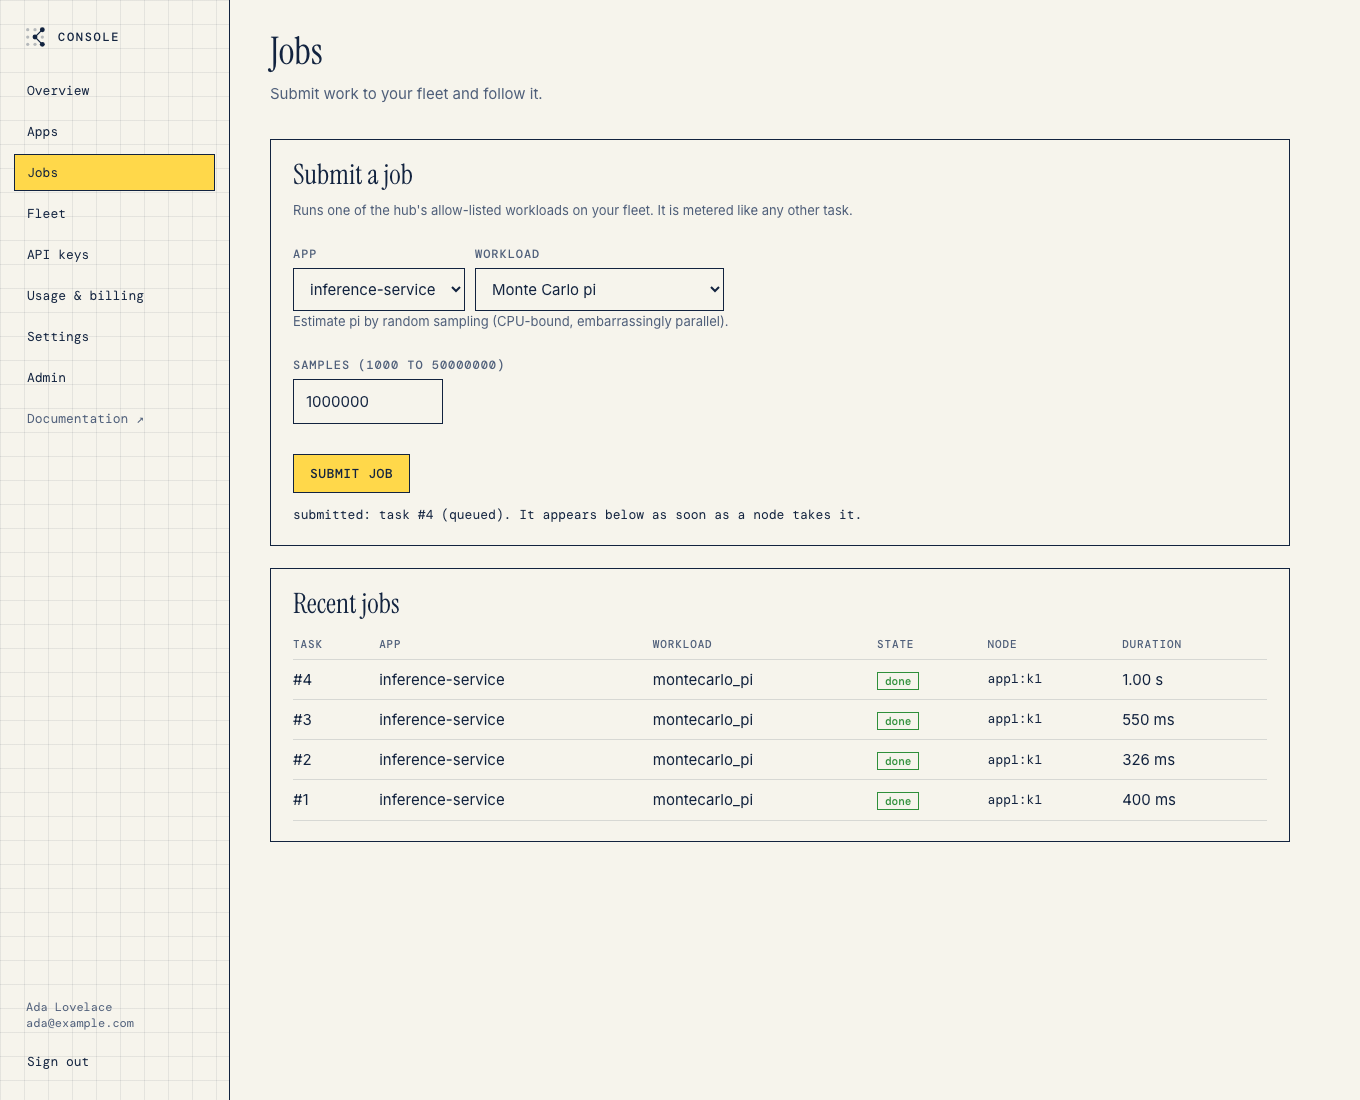 CONSOLE
Overview
Apps
Jobs
Fleet
API keys
Usage & billing
Settings
Admin
Documentation ↗
Ada Lovelace
ada@example.com
Sign out
Jobs
Submit work to your fleet and follow it.
Submit a job
Runs one of the hub's allow-listed workloads on your fleet. It is metered like any other task.
APP WORKLOAD
inference-service Monte Carlo pi
Estimate pi by random sampling (CPU-bound, embarrassingly parallel).
SAMPLES (1000 TO 50000000)
1000000
SUBMIT JOB
submitted: task #4 (queued). It appears below as soon as a node takes it.
Recent jobs
TASK APP WORKLOAD STATE NODE DURATION
#4 inference-service montecarlo_pi done app1:k1 1.00 s
#3 inference-service montecarlo_pi done app1:k1 550 ms
#2 inference-service montecarlo_pi done app1:k1 326 ms
#1 inference-service montecarlo_pi done app1:k1 400 ms